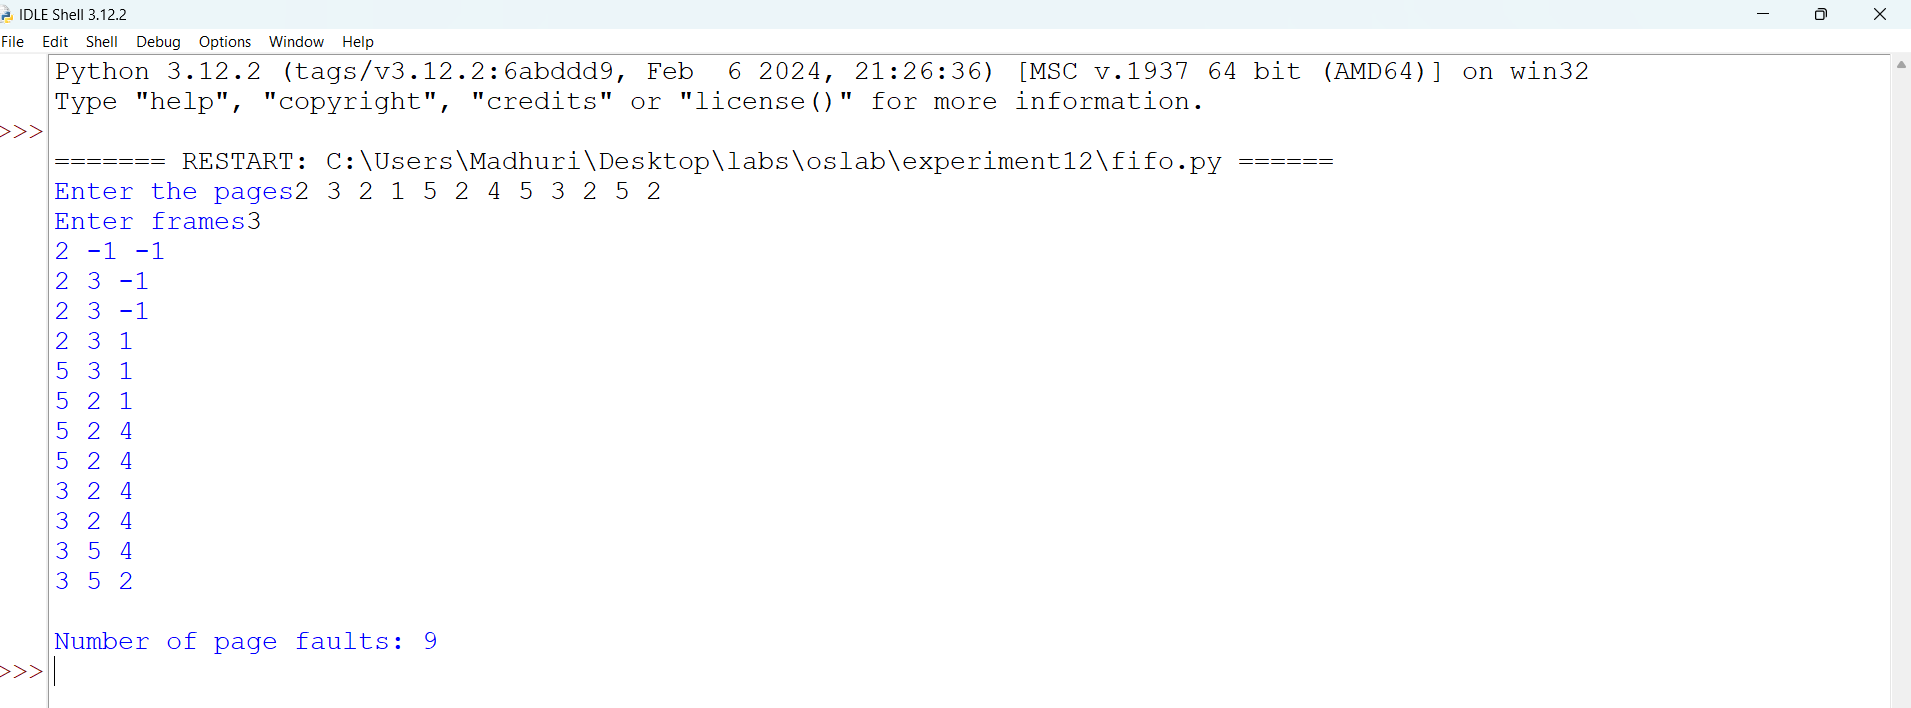 IDLE Shell 3.12.2
File Edit Shell Debug Options Window Help
Python 3.12.2 (tags/v3.12.2:6abddd9, Feb  6 2024, 21:26:36) [MSC v.1937 64 bit (AMD64)] on win32
Type "help", "copyright", "credits" or "license()" for more information.
>>>
======= RESTART: C:\Users\Madhuri\Desktop\labs\oslab\experiment12\fifo.py ======
Enter the pages2 3 2 1 5 2 4 5 3 2 5 2
Enter frames3
2 -1 -1
2 3 -1
2 3 -1
2 3 1
5 3 1
5 2 1
5 2 4
5 2 4
3 2 4
3 2 4
3 5 4
3 5 2
Number of page faults: 9
>>>